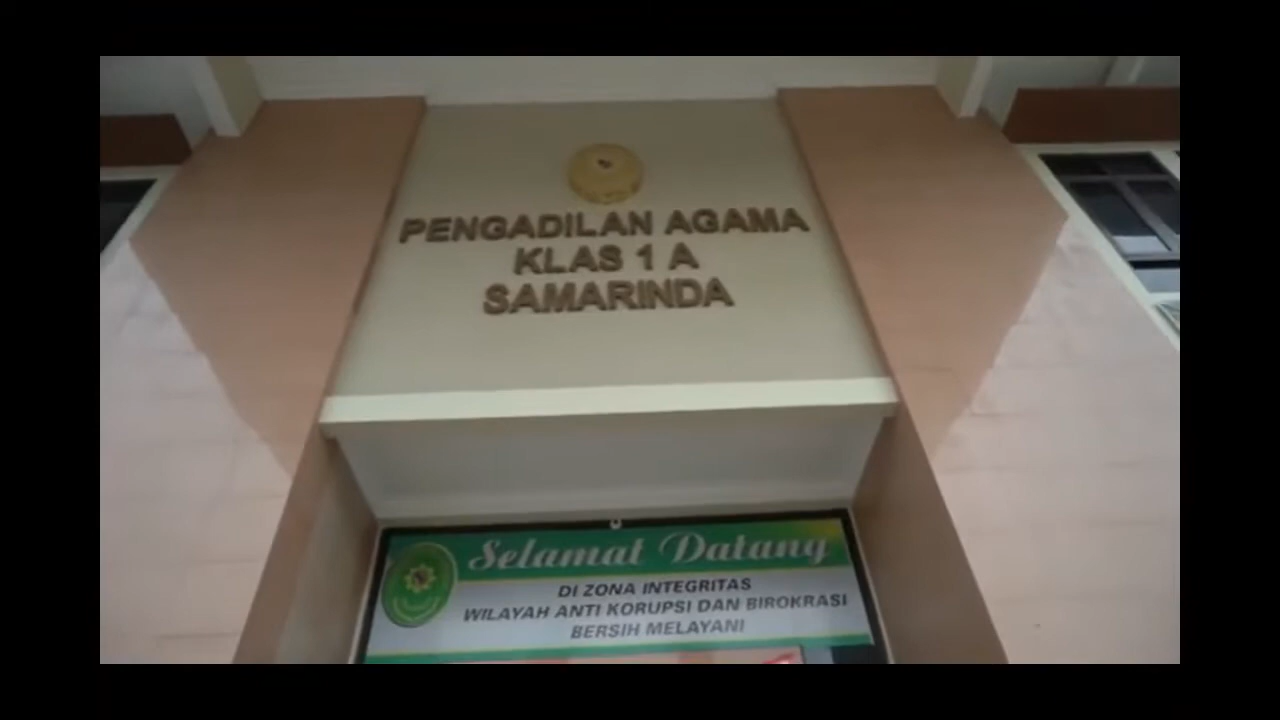 PENGADILAN AGAMA
KLAS 1 A
SAMARINDA
Selamat Datang
DI ZONA INTEGRITAS
WILAYAH ANTI KORUPSI DAN BIROKRASI
BERSIH MELAYANI